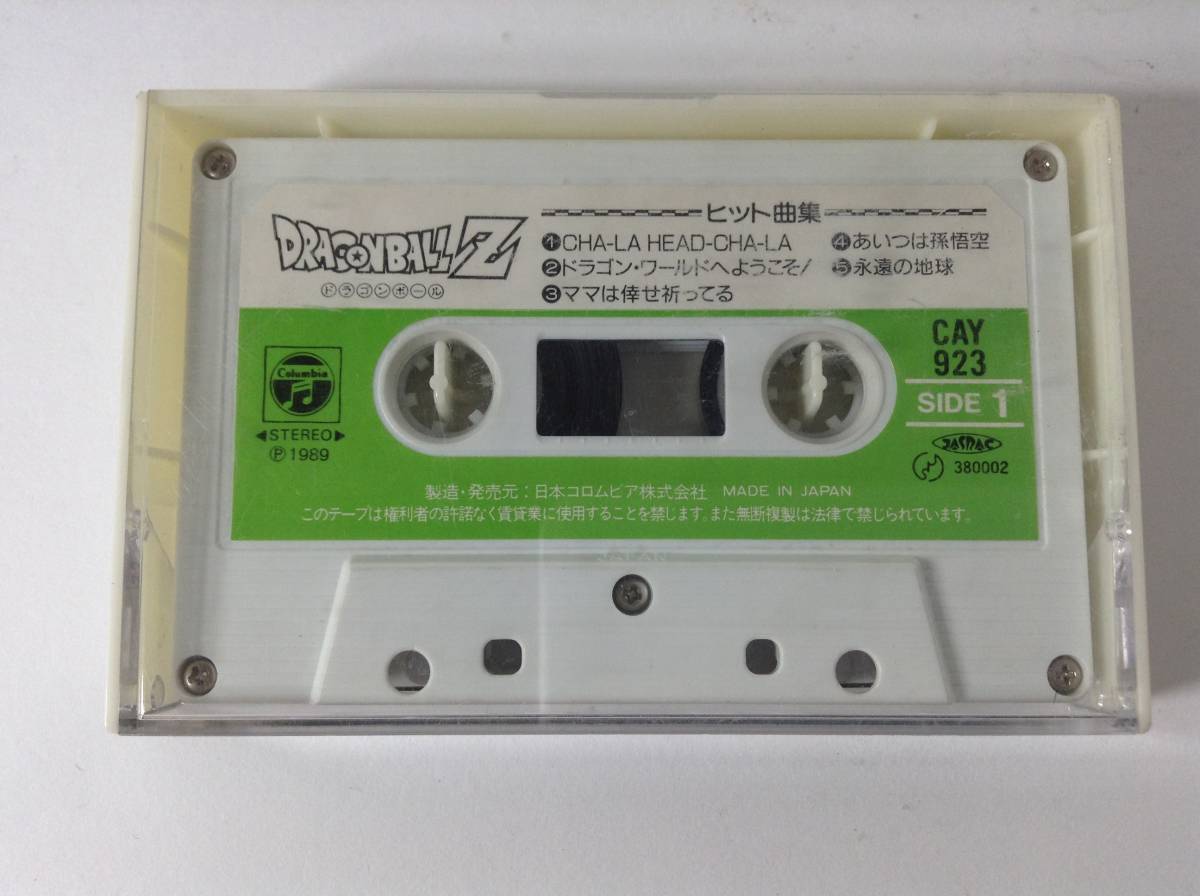 DRAGONBALL Z
ドラゴンボール
ヒット曲集
1 CHA-LA HEAD-CHA-LA
2 ドラゴン・ワールドへようこそ!
3 ママは倖せ祈ってる
4 あいつは孫悟空
5 永遠の地球
Columbia
◀STEREO▶
Ⓟ1989
CAY
923
SIDE 1
JASRAC
380002
製造・発売元:日本コロムビア株式会社 MADE IN JAPAN
このテープは権利者の許諾なく賃貸業に使用することを禁じます。また無断複製は法律で禁じられています。
JAPAN